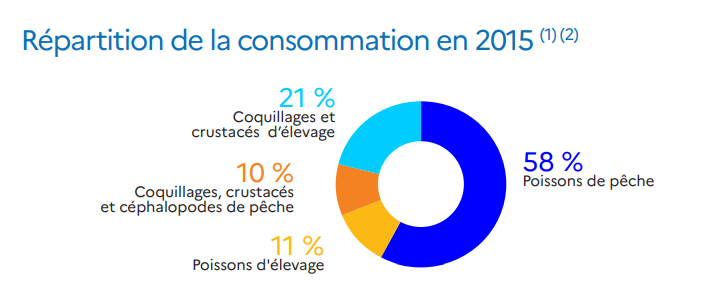 Répartition de la consommation en 2015 (1) (2)
21 %
Coquillages et
crustacés d’élevage
58 %
Poissons de pêche
10 %
Coquillages, crustacés
et céphalopodes de pêche
11 %
Poissons d'élevage